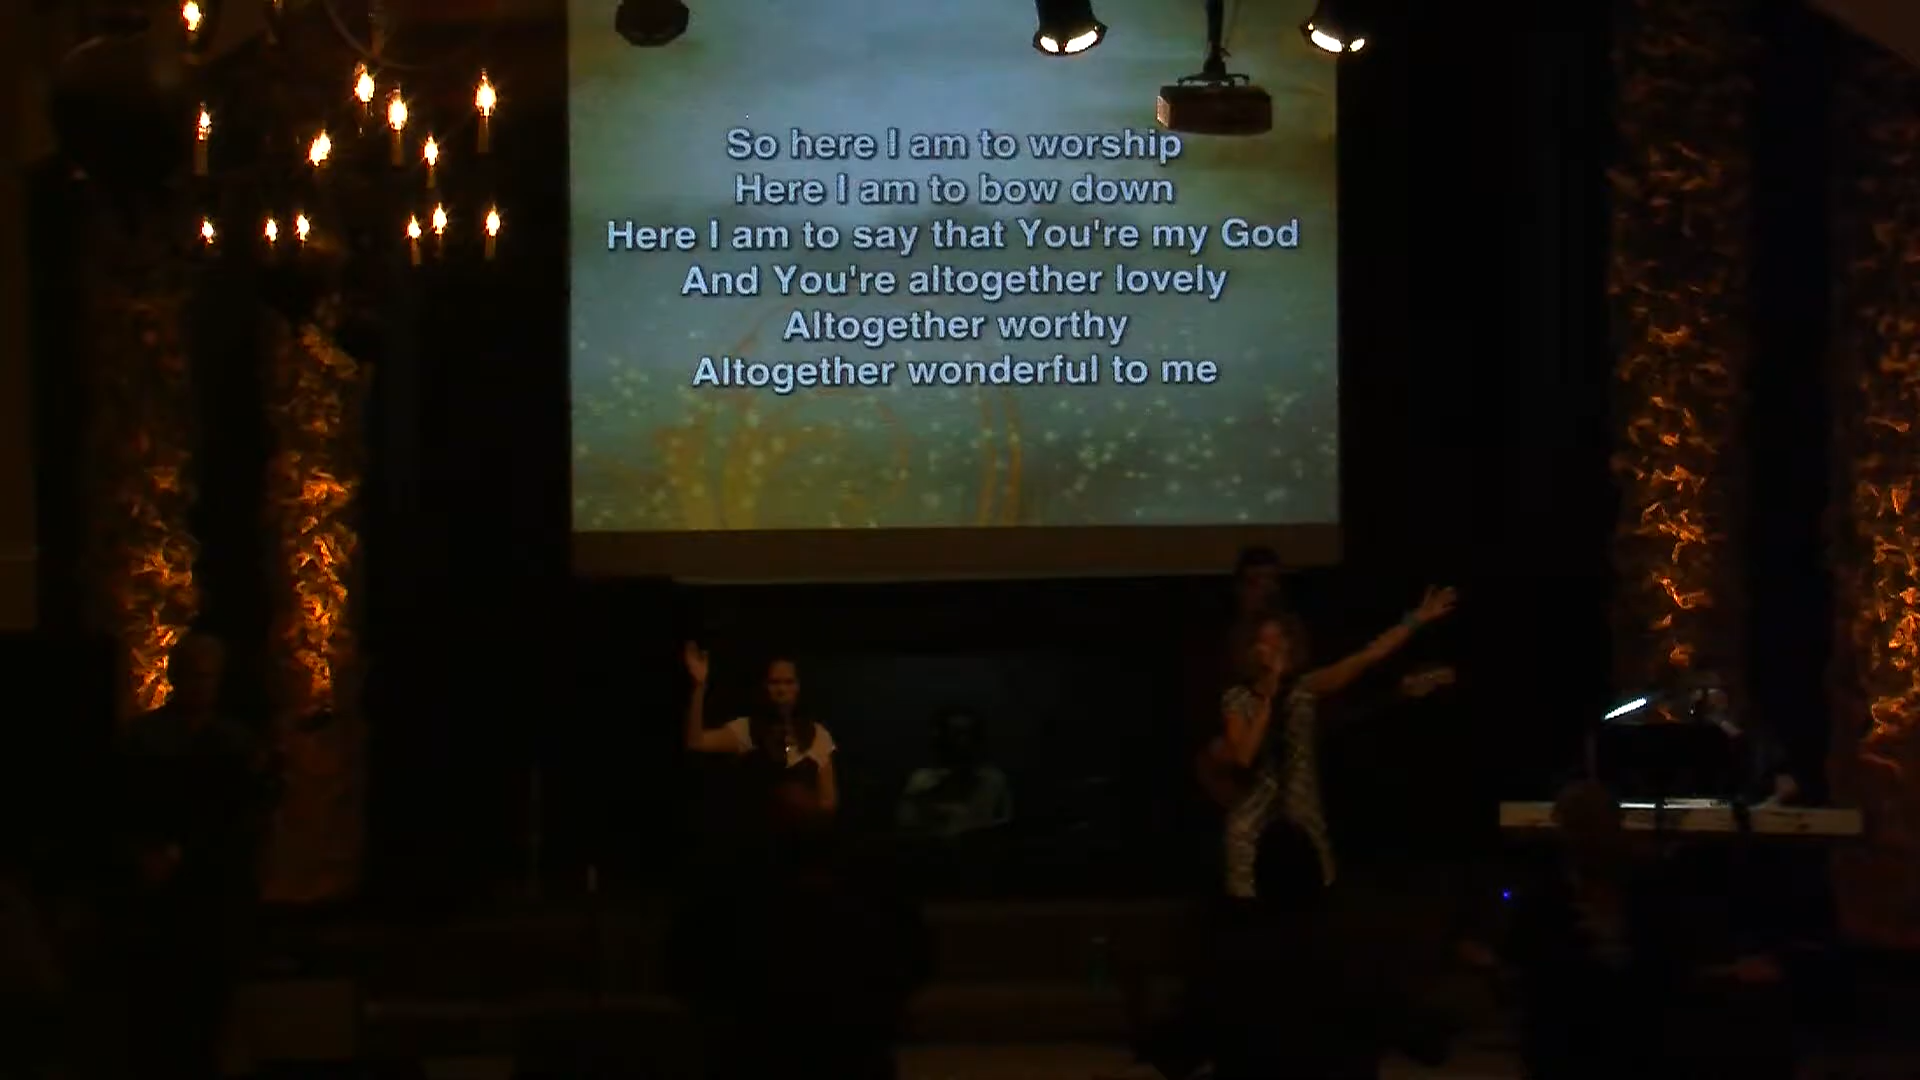 So here I am to worship
Here I am to bow down
Here I am to say that You're my God
And You're altogether lovely
Altogether worthy
Altogether wonderful to me